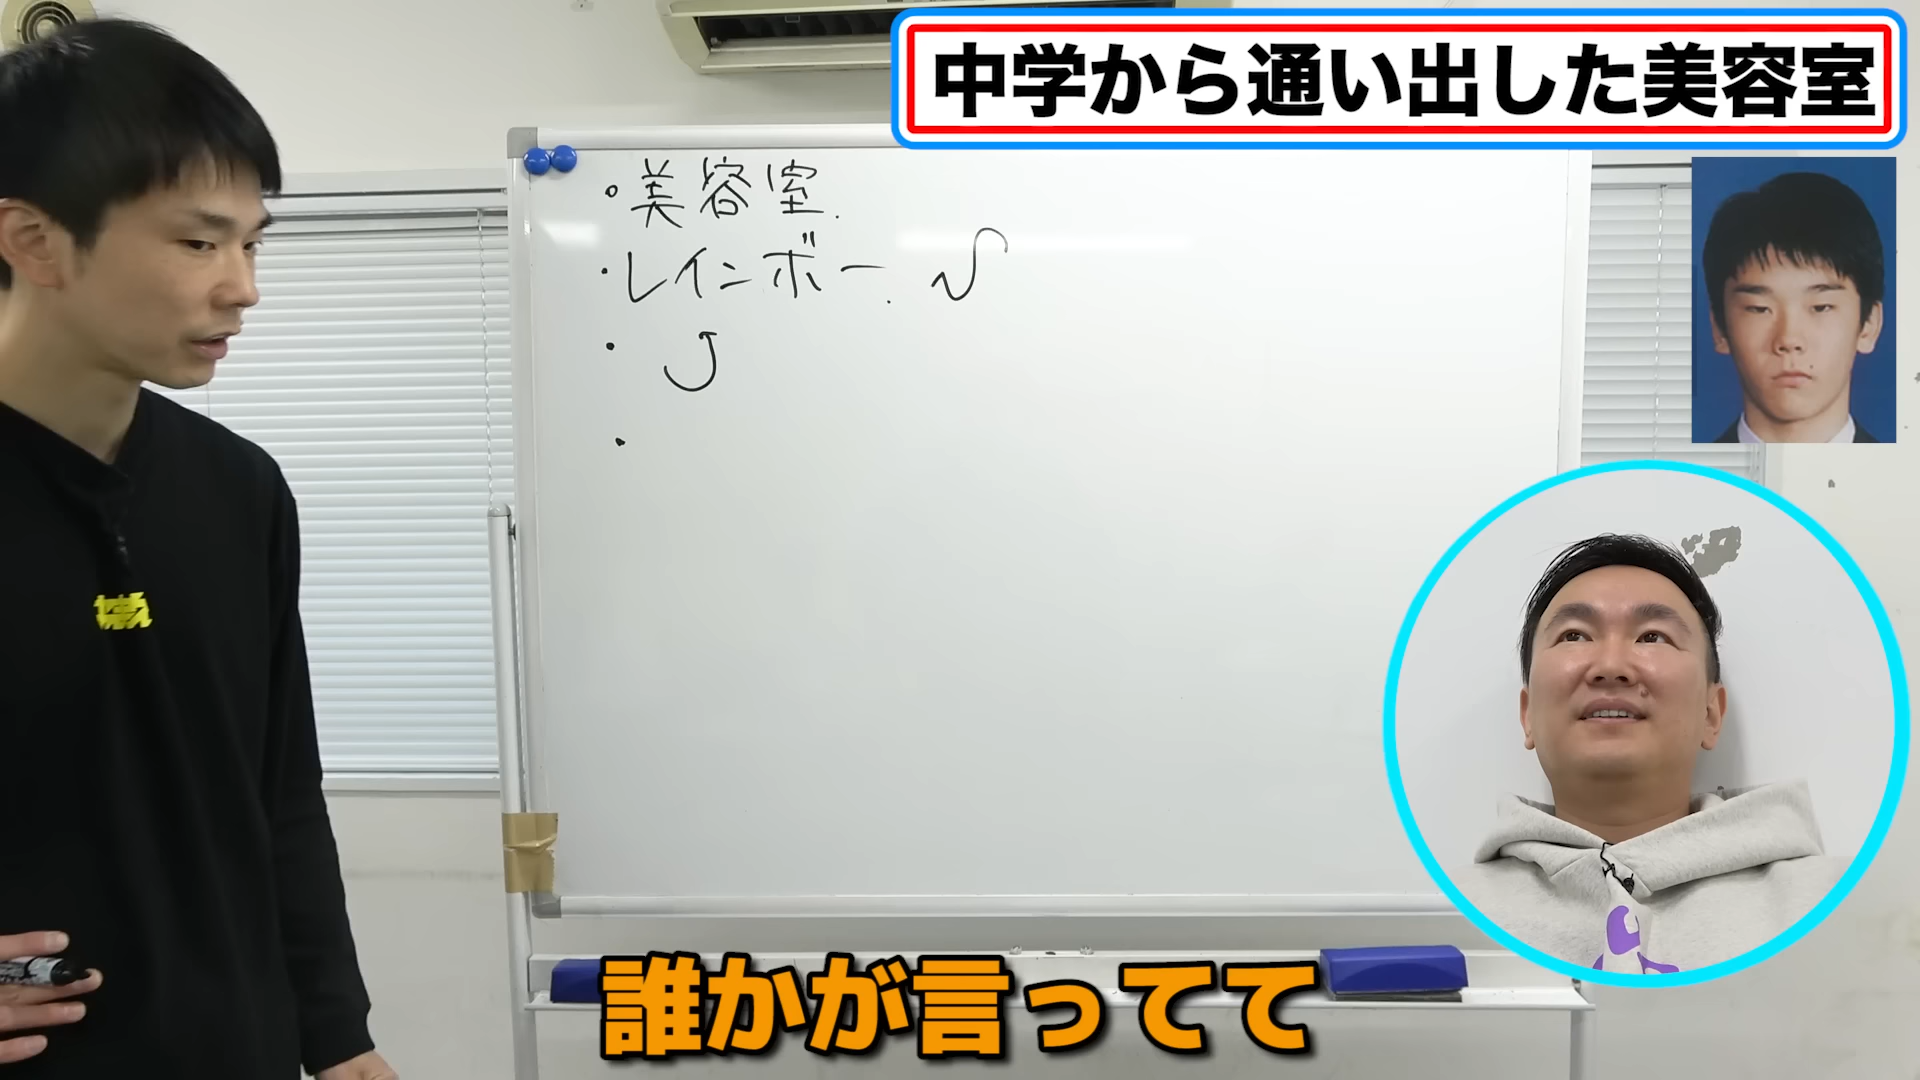 中学から通い出した美容室
・美容室.
・レインボー.
・J
・
誰かが言ってて